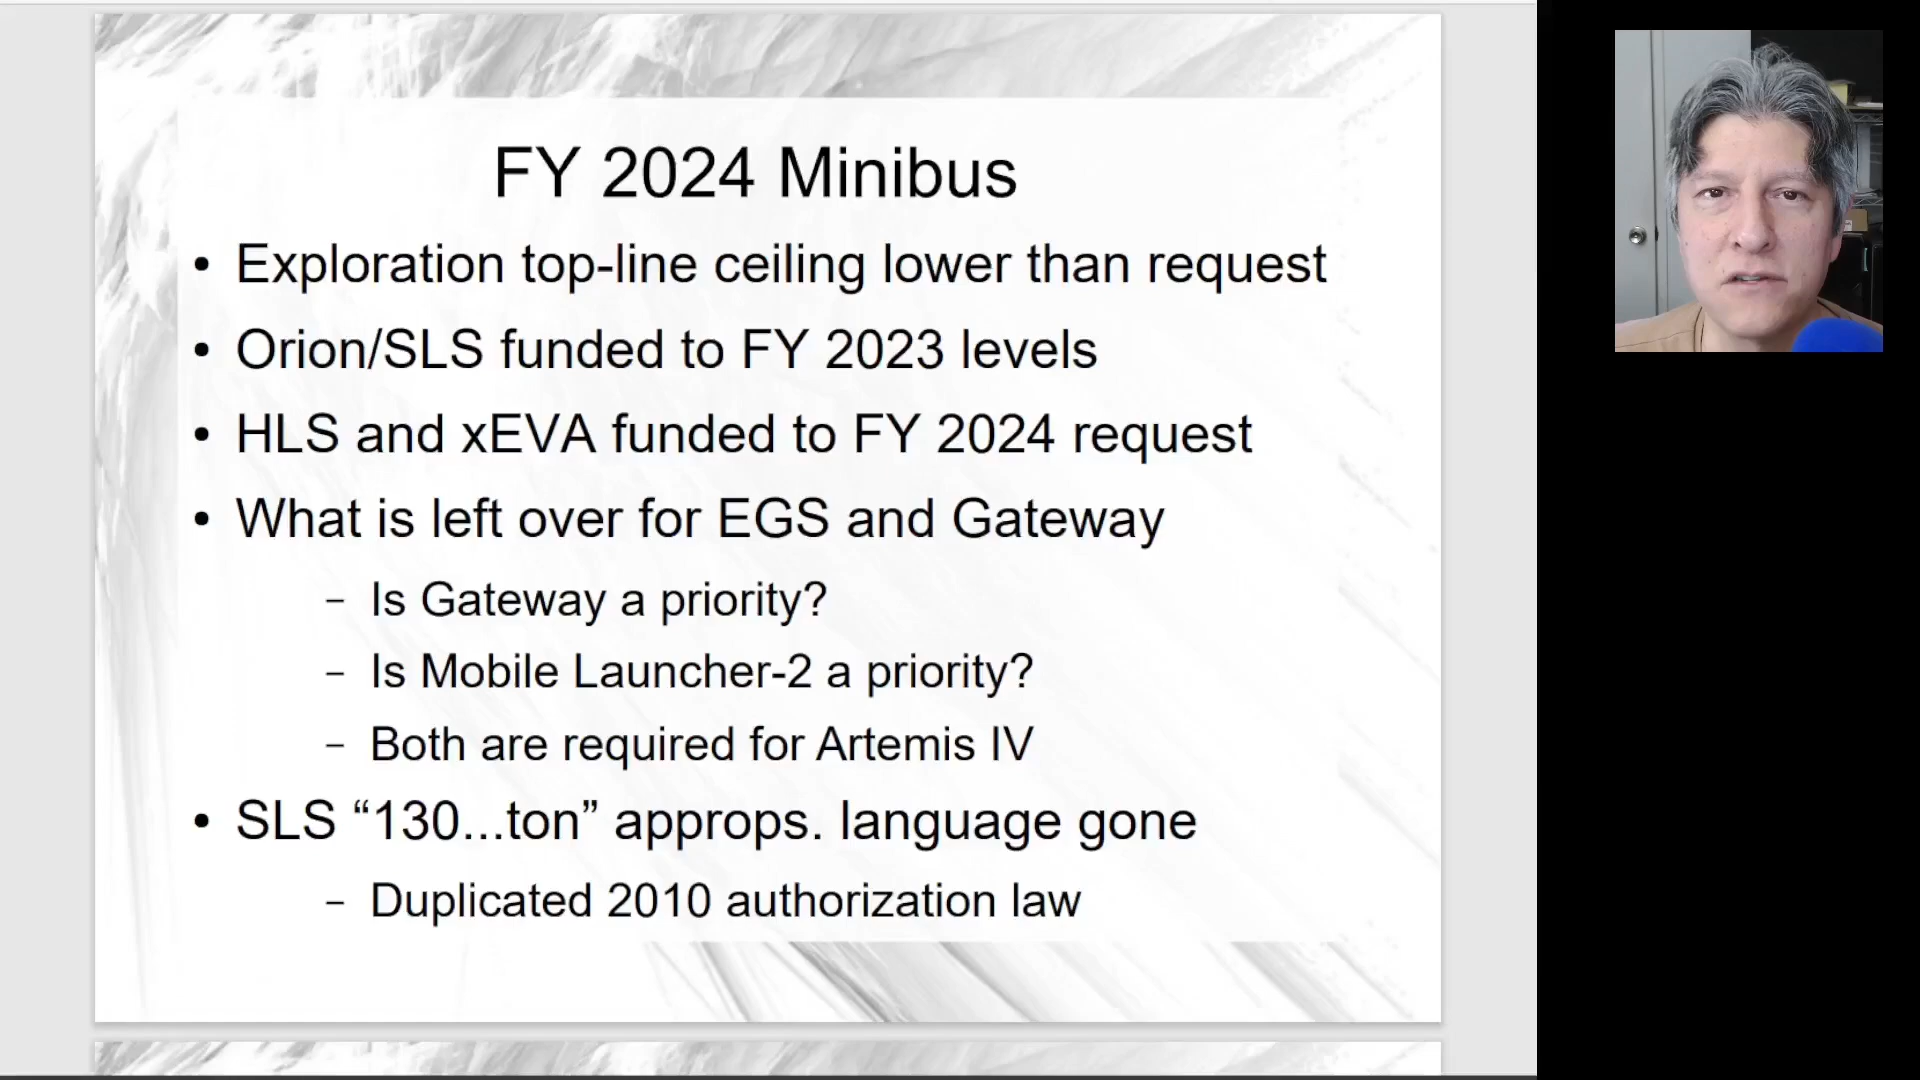 FY 2024 Minibus
• Exploration top-line ceiling lower than request
• Orion/SLS funded to FY 2023 levels
• HLS and xEVA funded to FY 2024 request
• What is left over for EGS and Gateway
– Is Gateway a priority?
– Is Mobile Launcher-2 a priority?
– Both are required for Artemis IV
• SLS “130...ton” approps. language gone
– Duplicated 2010 authorization law